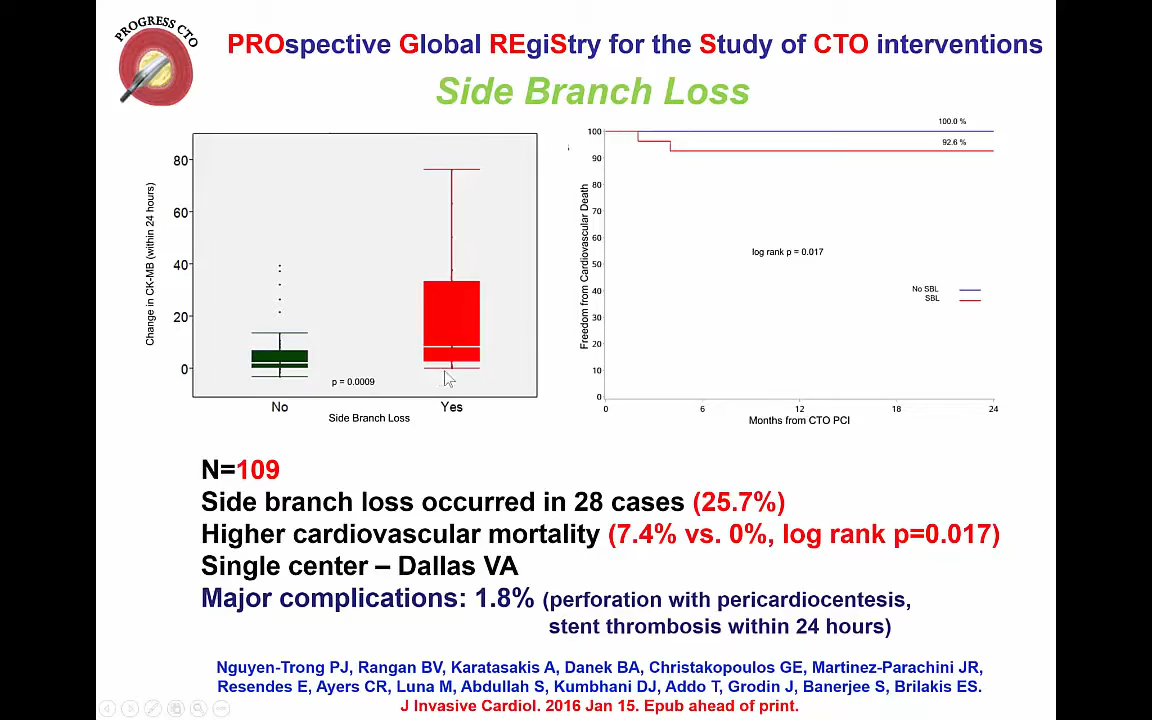 PROGRESS CTO
PROspective Global REgiStry for the Study of CTO interventions
Side Branch Loss
80
60
40
20
0
Change in CK-MB (within 24 hours)
p = 0.0009
No
Yes
Side Branch Loss
100.0 %
92.6 %
100
90
80
70
60
50
40
30
20
10
0
Freedom from Cardiovascular Death
log rank p = 0.017
No SBL
SBL
0 6 12 18 24
Months from CTO PCI
N=109
Side branch loss occurred in 28 cases (25.7%)
Higher cardiovascular mortality (7.4% vs. 0%, log rank p=0.017)
Single center – Dallas VA
Major complications: 1.8% (perforation with pericardiocentesis,
stent thrombosis within 24 hours)
Nguyen-Trong PJ, Rangan BV, Karatasakis A, Danek BA, Christakopoulos GE, Martinez-Parachini JR,
Resendes E, Ayers CR, Luna M, Abdullah S, Kumbhani DJ, Addo T, Grodin J, Banerjee S, Brilakis ES.
J Invasive Cardiol. 2016 Jan 15. Epub ahead of print.